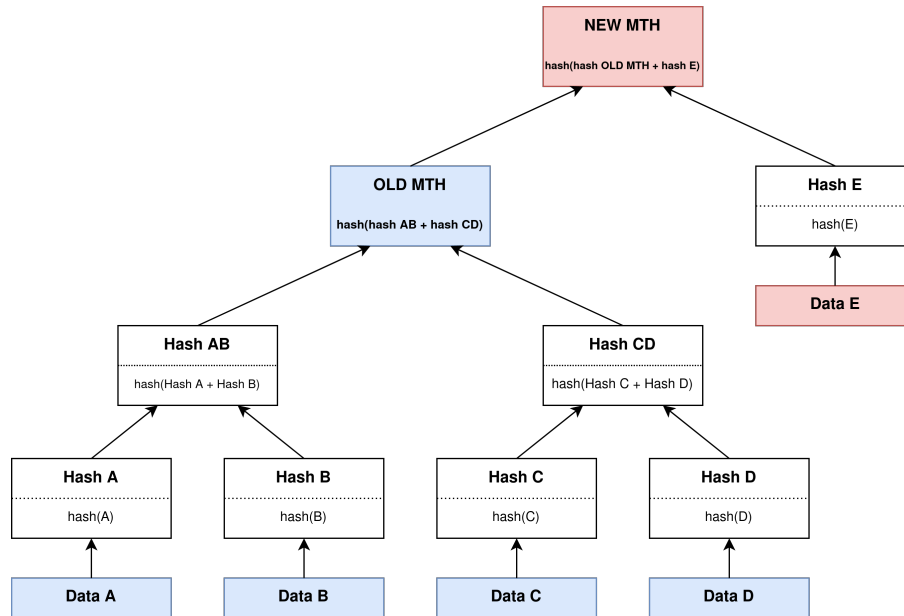 NEW MTH
hash(hash OLD MTH + hash E)
OLD MTH
hash(hash AB + hash CD)
Hash E
hash(E)
Data E
Hash AB
hash(Hash A + Hash B)
Hash CD
hash(Hash C + Hash D)
Hash A
hash(A)
Hash B
hash(B)
Hash C
hash(C)
Hash D
hash(D)
Data A
Data B
Data C
Data D